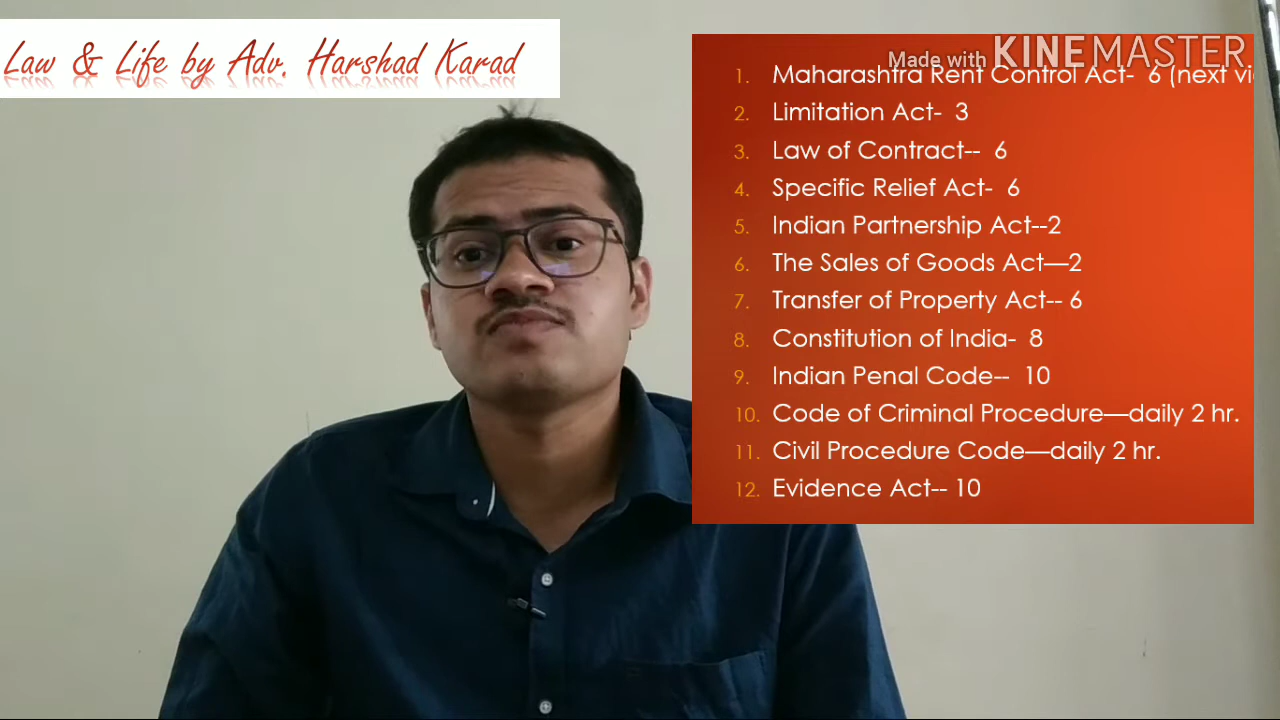 Law & Life by Adv. Harshad Karad
Made with KINEMASTER
1. Maharashtra Rent Control Act- 6 (next
2. Limitation Act- 3
3. Law of Contract-- 6
4. Specific Relief Act- 6
5. Indian Partnership Act--2
6. The Sales of Goods Act—2
7. Transfer of Property Act-- 6
8. Constitution of India- 8
9. Indian Penal Code-- 10
10. Code of Criminal Procedure—daily 2 hr.
11. Civil Procedure Code—daily 2 hr.
12. Evidence Act-- 10